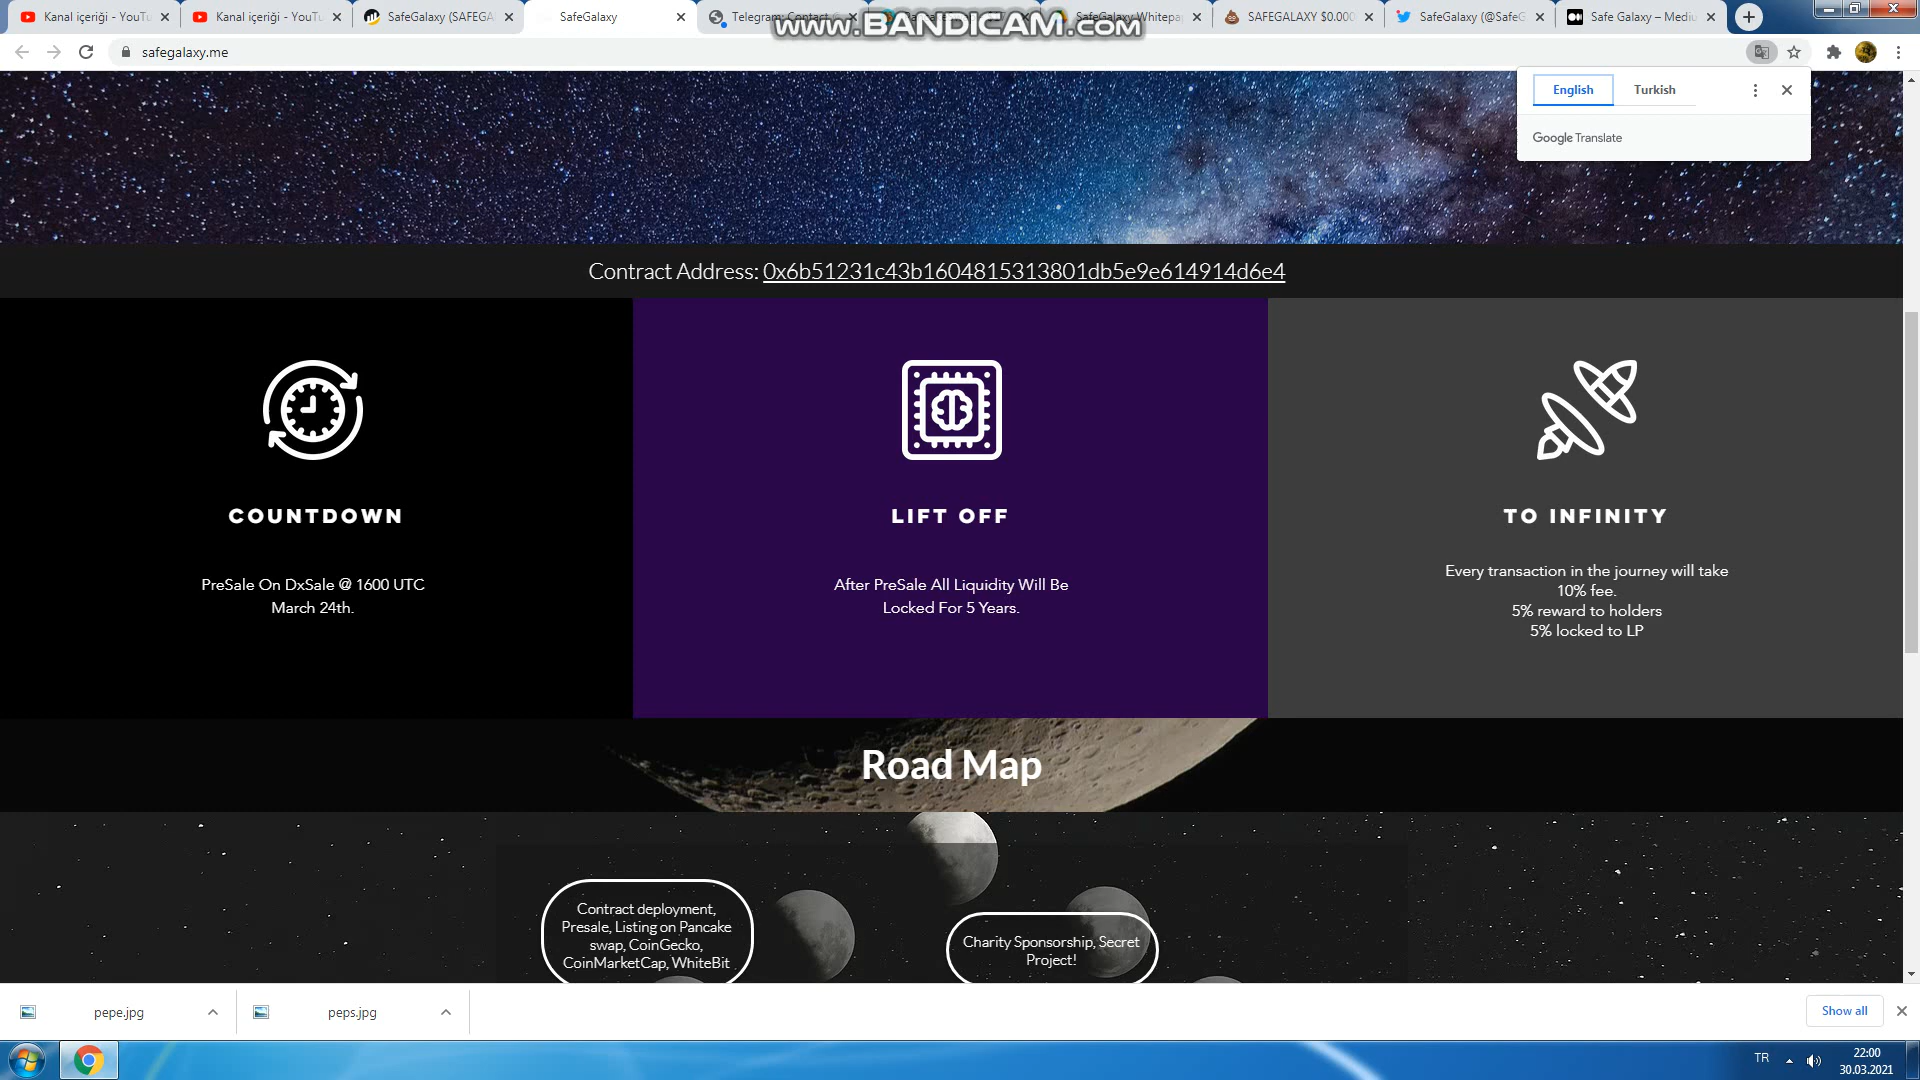 Kanal içeriği - YouTu
Kanal içeriği - YouTu
SafeGalaxy (SAFEGA
SafeGalaxy
Telegram: Contact
SafeGalaxy Whitepap
SAFEGALAXY $0.000
SafeGalaxy (@SafeG
Safe Galaxy – Mediu
www.BANDICAM.com
safegalaxy.me
English
Turkish
Google Translate
Contract Address: 0x6b51231c43b1604815313801db5e9e614914d6e4
COUNTDOWN
PreSale On DxSale @ 1600 UTC
March 24th.
LIFT OFF
After PreSale All Liquidity Will Be
Locked For 5 Years.
TO INFINITY
Every transaction in the journey will take
10% fee.
5% reward to holders
5% locked to LP
Road Map
Contract deployment,
Presale, Listing on Pancake
swap, CoinGecko,
CoinMarketCap, WhiteBit
Charity Sponsorship, Secret
Project!
pepe.jpg
peps.jpg
Show all
TR
22:00
30.03.2021